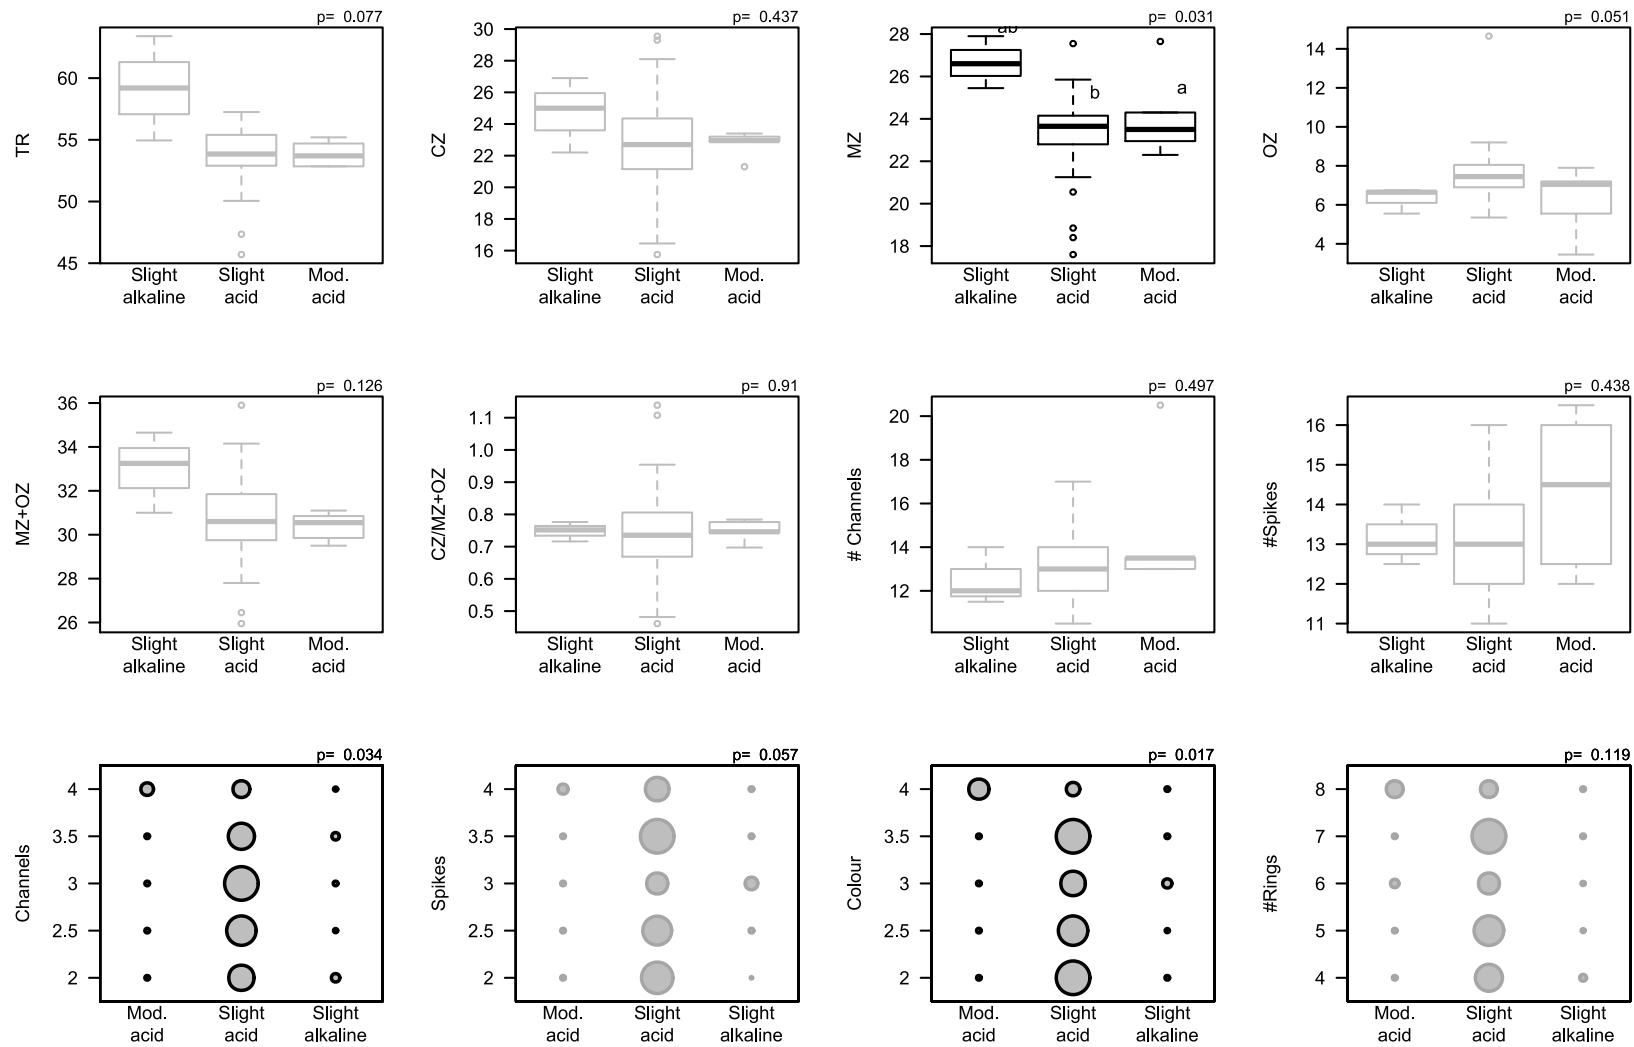 p= 0.077
60
55
50
45
TR
Slight alkaline
Slight acid
Mod. acid
p= 0.437
30
28
26
24
22
20
18
16
CZ
Slight alkaline
Slight acid
Mod. acid
p= 0.031
28
26
24
22
20
18
MZ
ab
b
a
Slight alkaline
Slight acid
Mod. acid
p= 0.051
14
12
10
8
6
4
OZ
Slight alkaline
Slight acid
Mod. acid
p= 0.126
36
34
32
30
28
26
MZ+OZ
Slight alkaline
Slight acid
Mod. acid
p= 0.91
1.1
1.0
0.9
0.8
0.7
0.6
0.5
CZ/MZ+OZ
Slight alkaline
Slight acid
Mod. acid
p= 0.497
20
18
16
14
12
# Channels
Slight alkaline
Slight acid
Mod. acid
p= 0.438
16
15
14
13
12
11
#Spikes
Slight alkaline
Slight acid
Mod. acid
p= 0.034
4
3.5
3
2.5
2
Channels
Mod. acid
Slight acid
Slight alkaline
p= 0.057
4
3.5
3
2.5
2
Spikes
Mod. acid
Slight acid
Slight alkaline
p= 0.017
4
3.5
3
2.5
2
Colour
Mod. acid
Slight acid
Slight alkaline
p= 0.119
8
7
6
5
4
#Rings
Mod. acid
Slight acid
Slight alkaline